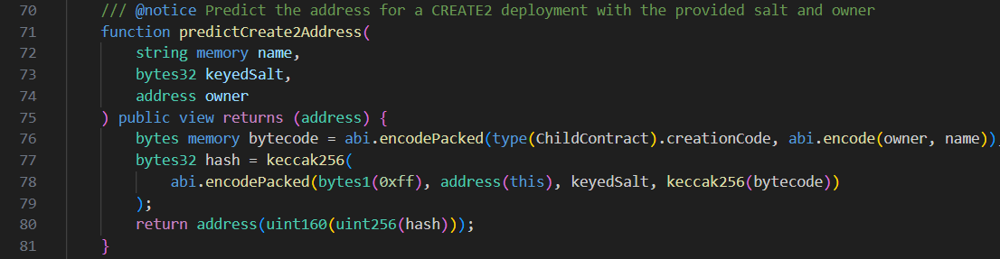 70 /// @notice Predict the address for a CREATE2 deployment with the provided salt and owner
71 function predictCreate2Address(
72 string memory name,
73 bytes32 keyedSalt,
74 address owner
75 ) public view returns (address) {
76 bytes memory bytecode = abi.encodePacked(type(ChildContract).creationCode, abi.encode(owner, name));
77 bytes32 hash = keccak256(
78 abi.encodePacked(bytes1(0xff), address(this), keyedSalt, keccak256(bytecode))
79 );
80 return address(uint160(uint256(hash)));
81 }